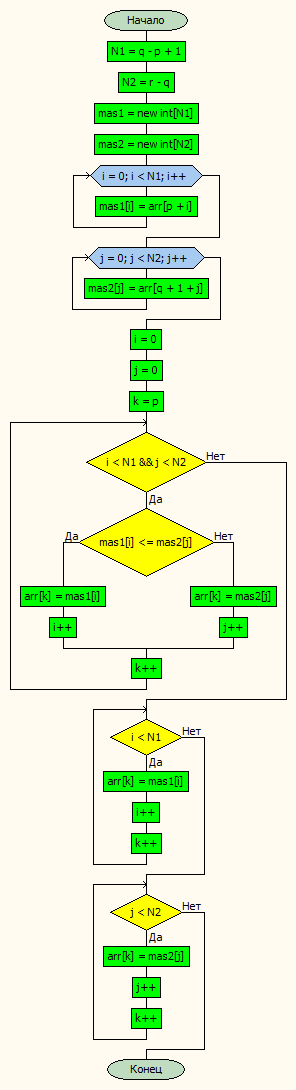 Начало
N1 = q - p + 1
N2 = r - q
mas1 = new int[N1]
mas2 = new int[N2]
i = 0; i < N1; i++
mas1[i] = arr[p + i]
j = 0; j < N2; j++
mas2[j] = arr[q + 1 + j]
i = 0
j = 0
k = p
i < N1 && j < N2
Нет
Да
mas1[i] <= mas2[j]
Да
Нет
arr[k] = mas1[i]
arr[k] = mas2[j]
i++
j++
k++
i < N1
Нет
Да
arr[k] = mas1[i]
i++
k++
j < N2
Нет
Да
arr[k] = mas2[j]
j++
k++
Конец